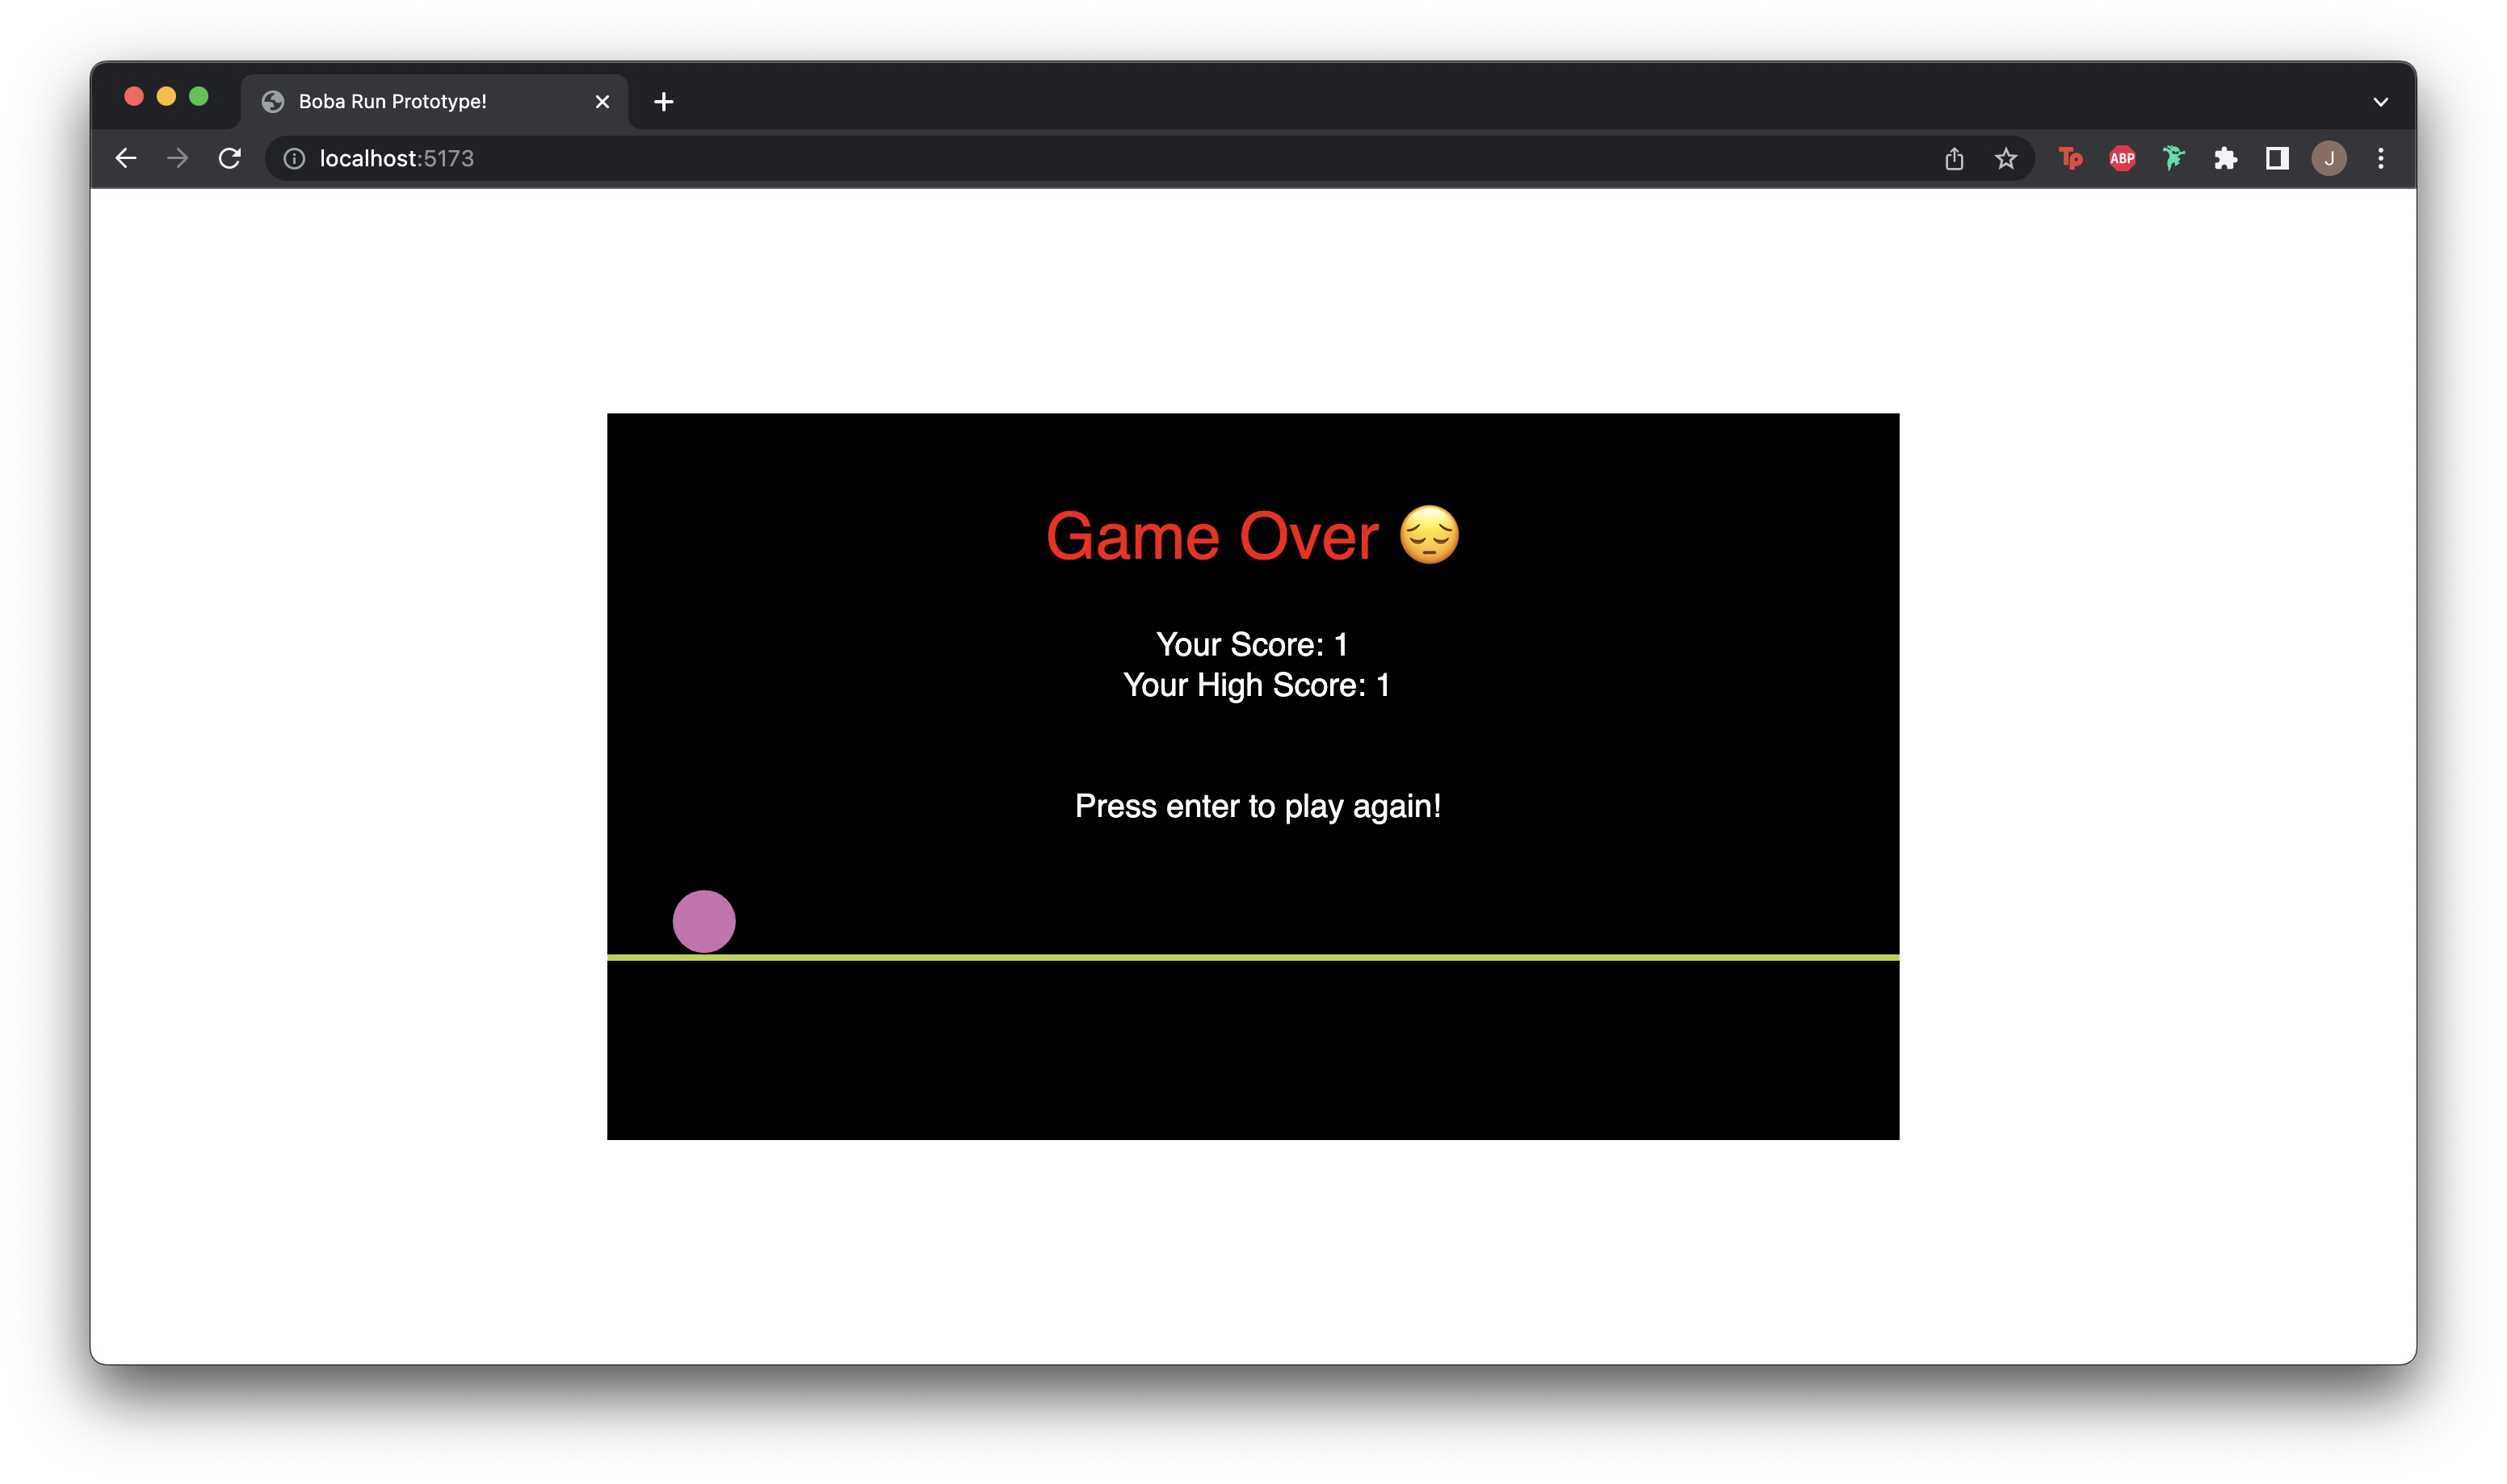 Boba Run Prototype!
localhost:5173
Tp
ABP
J
Game Over 😔
Your Score: 1
Your High Score: 1
Press enter to play again!